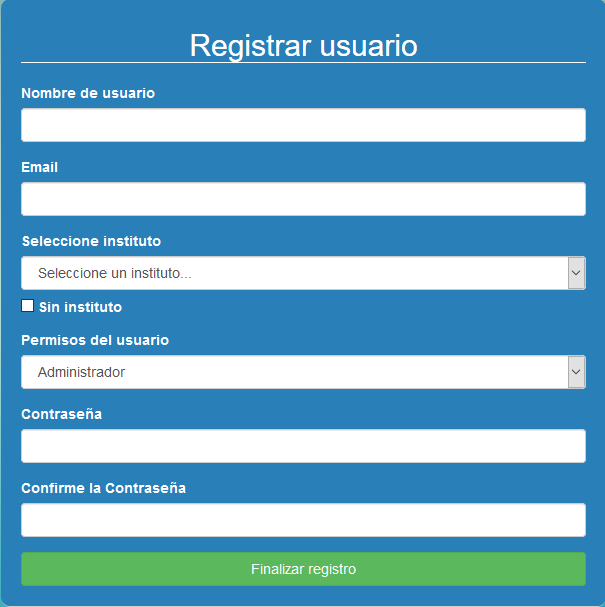 Registrar usuario
Nombre de usuario
Email
Seleccione instituto
Seleccione un instituto...
Sin instituto
Permisos del usuario
Administrador
Contraseña
Confirme la Contraseña
Finalizar registro